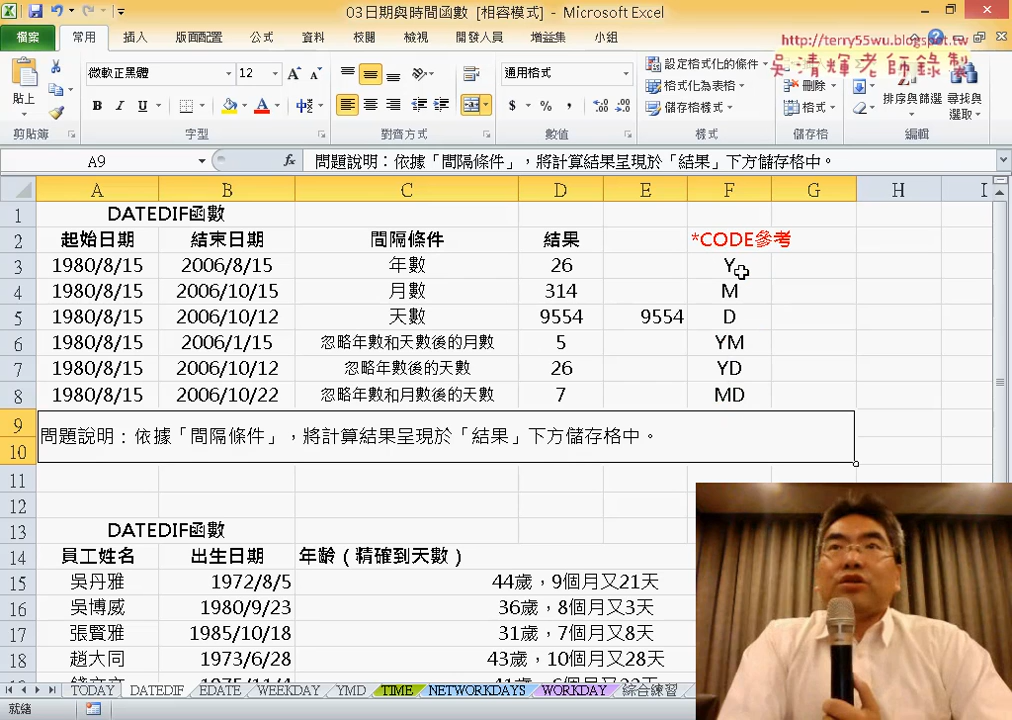 03日期與時間函數 [相容模式] - Microsoft Excel
檔案 常用 插入 版面配置 公式 資料 校閱 檢視 開發人員 增益集 小組
http://terry55wu.blogspot.tw
吳清輝老師錄製
貼上 微軟正黑體 12 通用格式 設定格式化的條件 格式化為表格 儲存格樣式 刪除 格式 排序與篩選 尋找與選取
剪貼簿 字型 對齊方式 數值 樣式 儲存格 編輯
A9 fx 問題說明：依據「間隔條件」，將計算結果呈現於「結果」下方儲存格中。
A B C D E F G H I
1 DATEDIF函數
2 起始日期 結束日期 間隔條件 結果 *CODE參考
3 1980/8/15 2006/8/15 年數 26 Y
4 1980/8/15 2006/10/15 月數 314 M
5 1980/8/15 2006/10/12 天數 9554 9554 D
6 1980/8/15 2006/1/15 忽略年數和天數後的月數 5 YM
7 1980/8/15 2006/10/12 忽略年數後的天數 26 YD
8 1980/8/15 2006/10/22 忽略年數和月數後的天數 7 MD
9
10 問題說明：依據「間隔條件」，將計算結果呈現於「結果」下方儲存格中。
11
12
13 DATEDIF函數
14 員工姓名 出生日期 年齡（精確到天數）
15 吳丹雅 1972/8/5 44歲，9個月又21天
16 吳博威 1980/9/23 36歲，8個月又3天
17 張賢雅 1985/10/18 31歲，7個月又8天
18 趙大同 1973/6/28 43歲，10個月又28天
TODAY DATEDIF EDATE WEEKDAY YMD TIME NETWORKDAYS WORKDAY 綜合練習
就緒